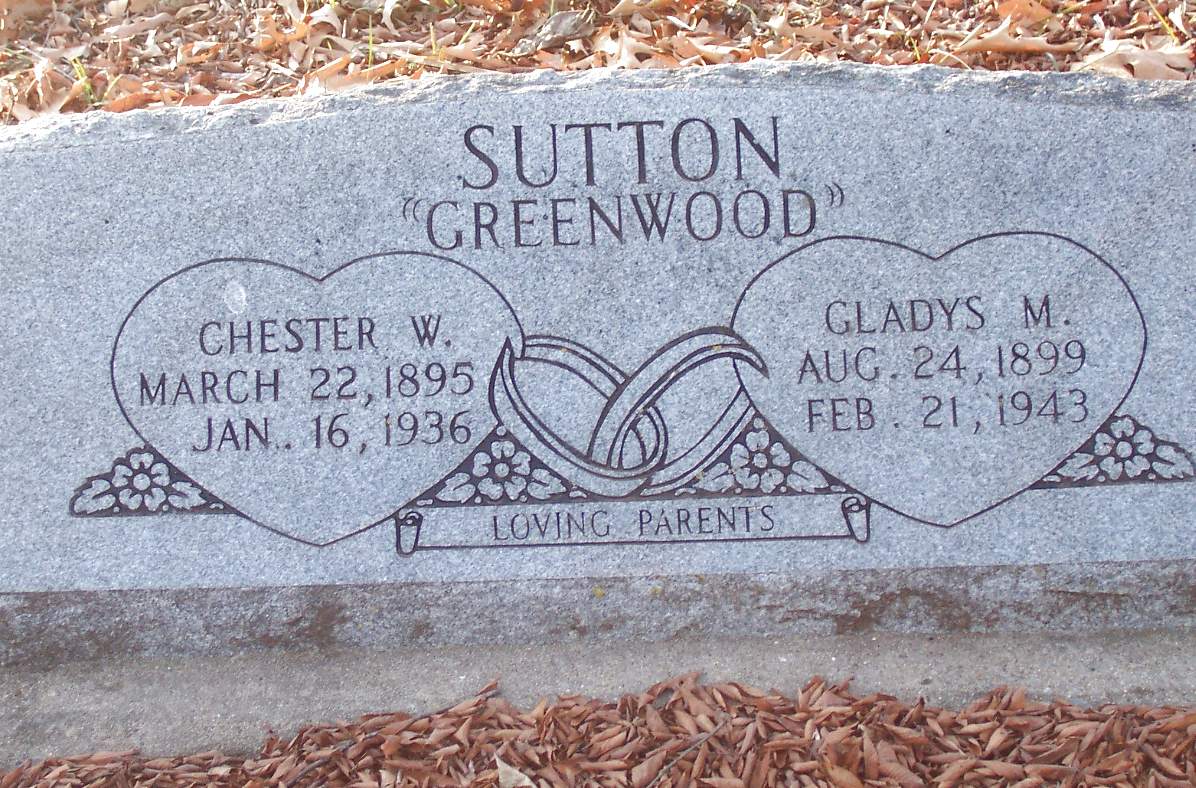 SUTTON
"GREENWOOD"
CHESTER W.
MARCH 22, 1895
JAN. 16, 1936
GLADYS M.
AUG. 24, 1899
FEB. 21, 1943
LOVING PARENTS